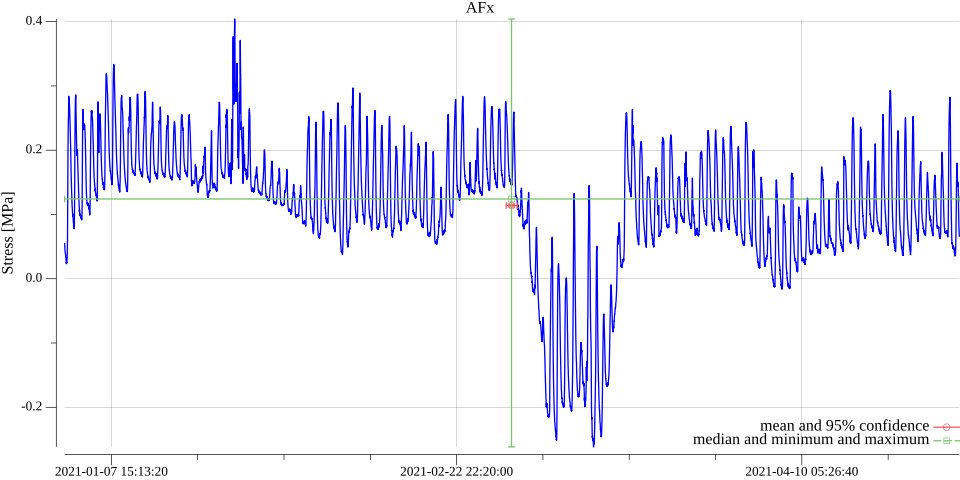 AFx
0.4
0.2
0.0
-0.2
Stress [MPa]
mean and 95% confidence
median and minimum and maximum
2021-01-07 15:13:20
2021-02-22 22:20:00
2021-04-10 05:26:40